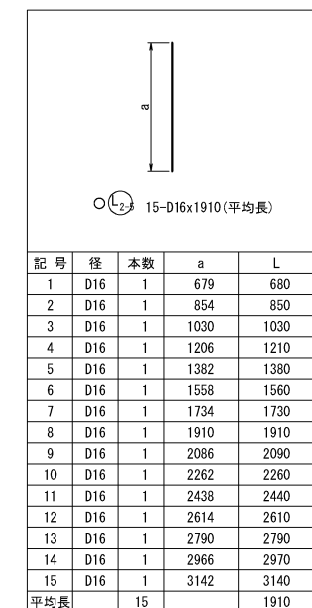 a
○ L2-5 15-D16x1910(平均長)
記 号 径 本数 a L
1 D16 1 679 680
2 D16 1 854 850
3 D16 1 1030 1030
4 D16 1 1206 1210
5 D16 1 1382 1380
6 D16 1 1558 1560
7 D16 1 1734 1730
8 D16 1 1910 1910
9 D16 1 2086 2090
10 D16 1 2262 2260
11 D16 1 2438 2440
12 D16 1 2614 2610
13 D16 1 2790 2790
14 D16 1 2966 2970
15 D16 1 3142 3140
平均長 15 1910